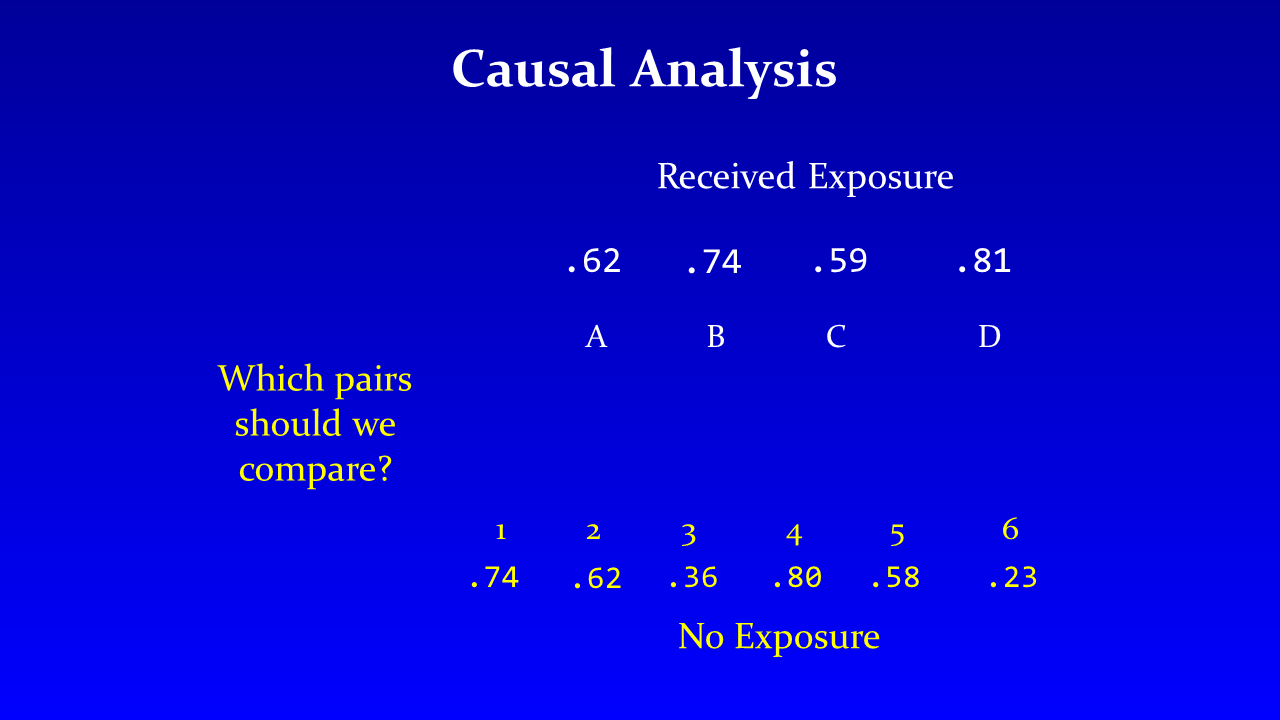 Causal Analysis
Received Exposure
.62 .74 .59 .81
A B C D
Which pairs
should we
compare?
1 2 3 4 5 6
.74 .62 .36 .80 .58 .23
No Exposure